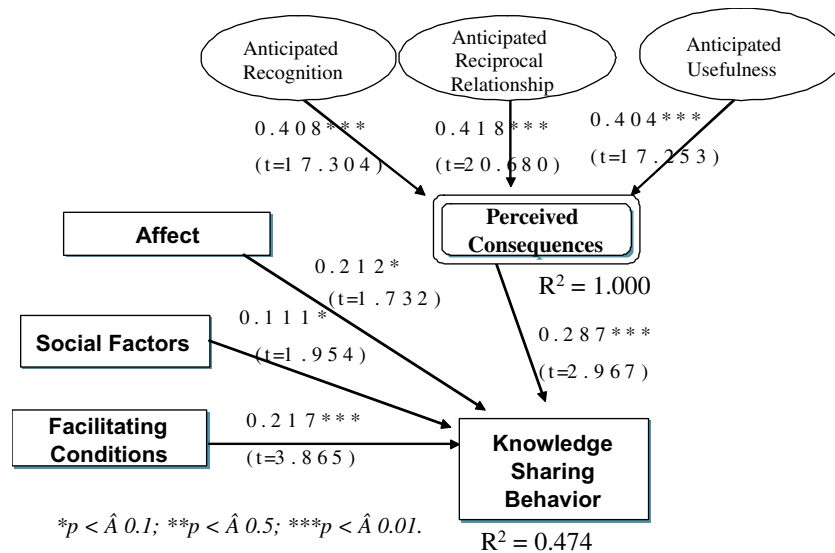 Anticipated
Recognition
Anticipated
Reciprocal
Relationship
Anticipated
Usefulness
0.408***
(t=17.304)
0.418***
(t=20.680)
0.404***
(t=17.253)
Perceived
Consequences
R² = 1.000
Affect
0.212*
(t=1.732)
Social Factors
0.111*
(t=1.954)
0.287***
(t=2.967)
Facilitating
Conditions
0.217***
(t=3.865)
Knowledge
Sharing
Behavior
R² = 0.474
*p < Â 0.1; **p < Â 0.5; ***p < Â 0.01.